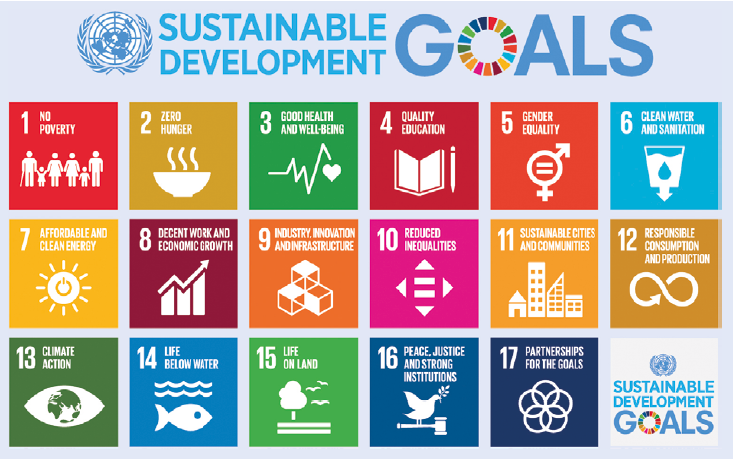 SUSTAINABLE
DEVELOPMENT
GOALS
1 NO
POVERTY
2 ZERO
HUNGER
3 GOOD HEALTH
AND WELL-BEING
4 QUALITY
EDUCATION
5 GENDER
EQUALITY
6 CLEAN WATER
AND SANITATION
7 AFFORDABLE AND
CLEAN ENERGY
8 DECENT WORK AND
ECONOMIC GROWTH
9 INDUSTRY, INNOVATION
AND INFRASTRUCTURE
10 REDUCED
INEQUALITIES
11 SUSTAINABLE CITIES
AND COMMUNITIES
12 RESPONSIBLE
CONSUMPTION
AND PRODUCTION
13 CLIMATE
ACTION
14 LIFE
BELOW WATER
15 LIFE
ON LAND
16 PEACE, JUSTICE
AND STRONG
INSTITUTIONS
17 PARTNERSHIPS
FOR THE GOALS
SUSTAINABLE
DEVELOPMENT
GOALS